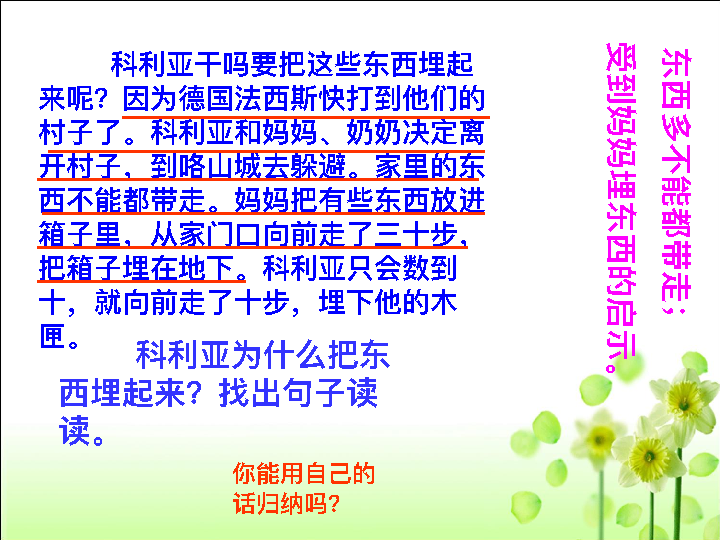 科利亚干吗要把这些东西埋起
来呢？因为德国法西斯快打到他们的
村子了。科利亚和妈妈、奶奶决定离
开村子，到喀山城去躲避。家里的东
西不能都带走。妈妈把有些东西放进
箱子里，从家门口向前走了三十步，
把箱子埋在地下。科利亚只会数到
十，就向前走了十步，埋下他的木
匣。
科利亚为什么把东
西埋起来？找出句子读
读。
你能用自己的
话归纳吗？
东西多不能都带走；
受到妈妈埋东西的启示。